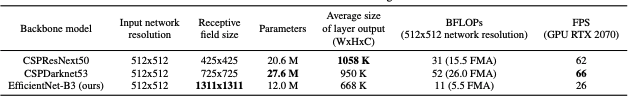 Backbone model Input network resolution Receptive field size Parameters Average size of layer output (WxHxC) BFLOPs (512x512 network resolution) FPS (GPU RTX 2070)
CSPResNext50 512x512 425x425 20.6 M 1058 K 31 (15.5 FMA) 62
CSPDarknet53 512x512 725x725 27.6 M 950 K 52 (26.0 FMA) 66
EfficientNet-B3 (ours) 512x512 1311x1311 12.0 M 668 K 11 (5.5 FMA) 26